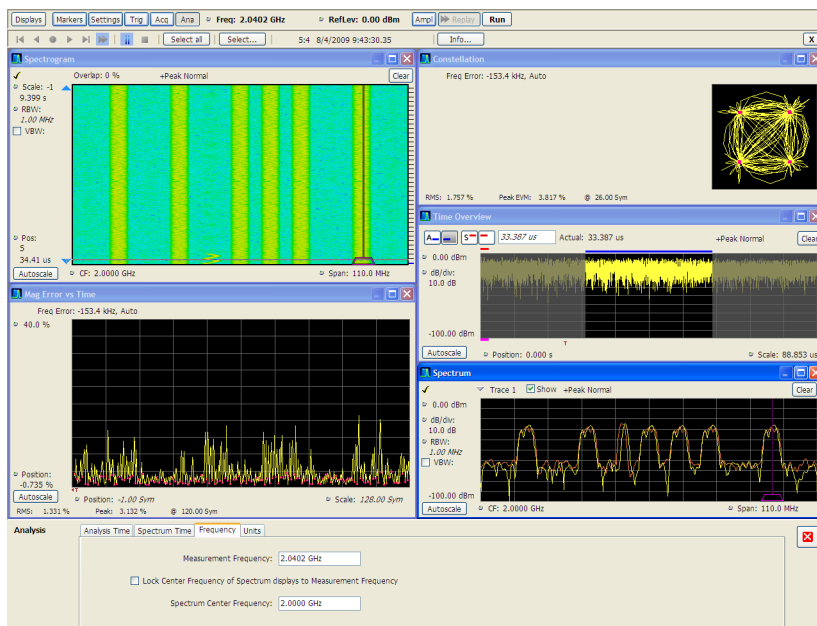 Displays Markers Settings Trig Acq Ana Freq: 2.0402 GHz RefLev: 0.00 dBm Ampl Replay Run
Select all Select... 5:4 8/4/2009 9:43:30.35 Info... X
Spectrogram
Overlap: 0 % +Peak Normal Clear
Scale: -1
9.399 s
RBW:
1.00 MHz
VBW:
Pos:
5
34.41 us
Autoscale CF: 2.0000 GHz Span: 110.0 MHz
Constellation
Freq Error: -153.4 kHz, Auto
RMS: 1.757 % Peak EVM: 3.817 % @ 26.00 Sym
Time Overview
A S 33.387 us Actual: 33.387 us +Peak Normal Clear
0.00 dBm
dB/div:
10.0 dB
-100.00 dBm
T
Autoscale Position: 0.000 s Scale: 88.853 us
Mag Error vs Time
Freq Error: -153.4 kHz, Auto
40.0 %
Position:
-0.735 %
T
Autoscale Position: -1.00 Sym Scale: 128.00 Sym
RMS: 1.331 % Peak: 3.132 % @ 120.00 Sym
Spectrum
Trace 1 Show +Peak Normal Clear
0.00 dBm
dB/div:
10.0 dB
RBW:
1.00 MHz
VBW:
-100.00 dBm
Autoscale CF: 2.0000 GHz Span: 110.0 MHz
Analysis Analysis Time Spectrum Time Frequency Units
Measurement Frequency: 2.0402 GHz
Lock Center Frequency of Spectrum displays to Measurement Frequency
Spectrum Center Frequency: 2.0000 GHz